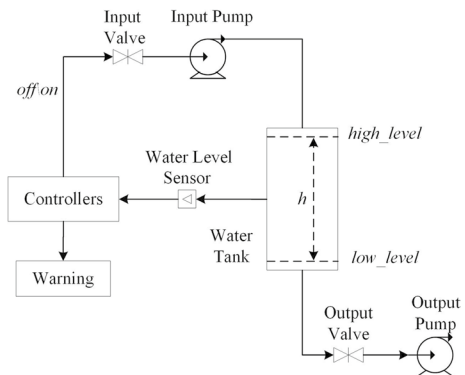 Input
Valve
Input Pump
off\on
high_level
Water Level
Sensor
Controllers
h
Water
Tank
low_level
Warning
Output
Valve
Output
Pump